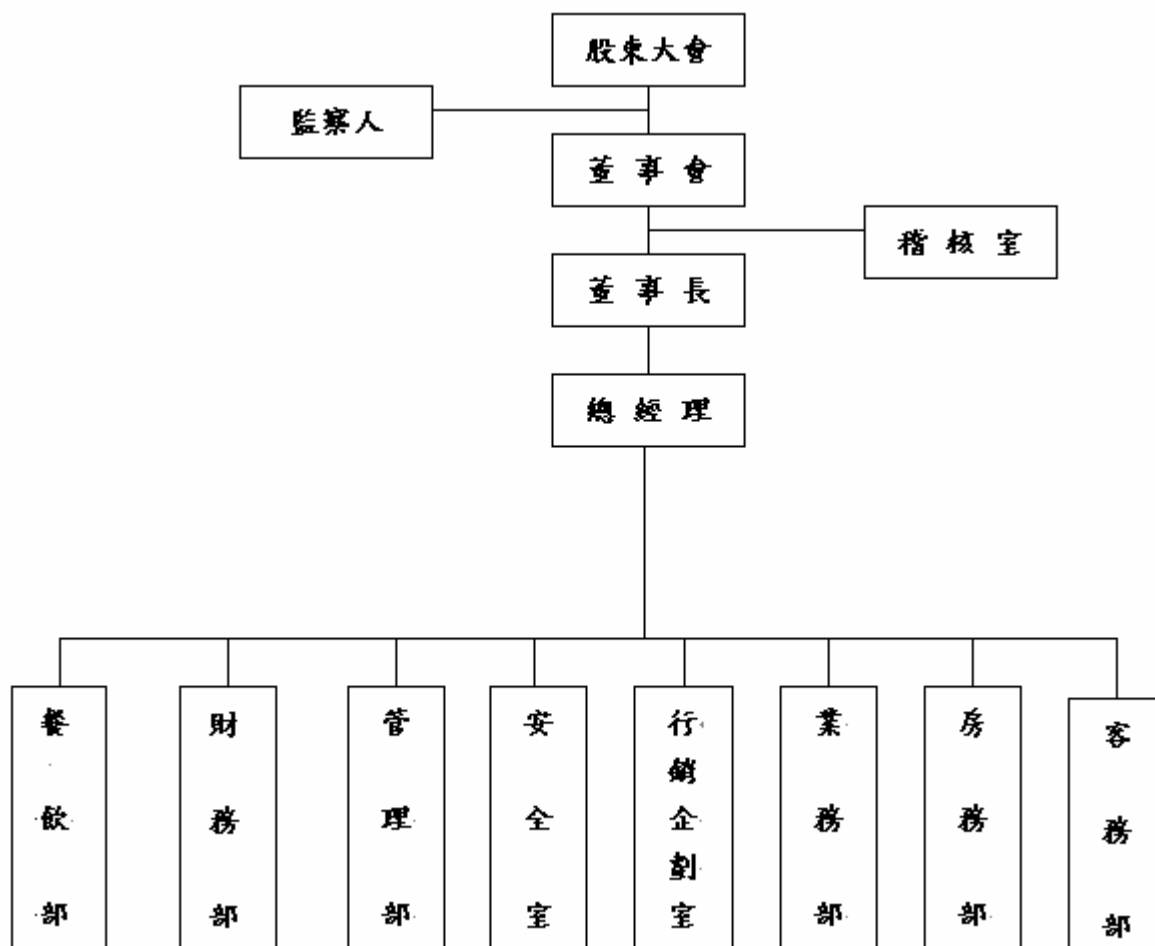 股東大會
監察人
董事會
稽核室
董事長
總經理
餐飲部
財務部
管理部
安全室
行銷企劃室
業務部
房務部
客務部